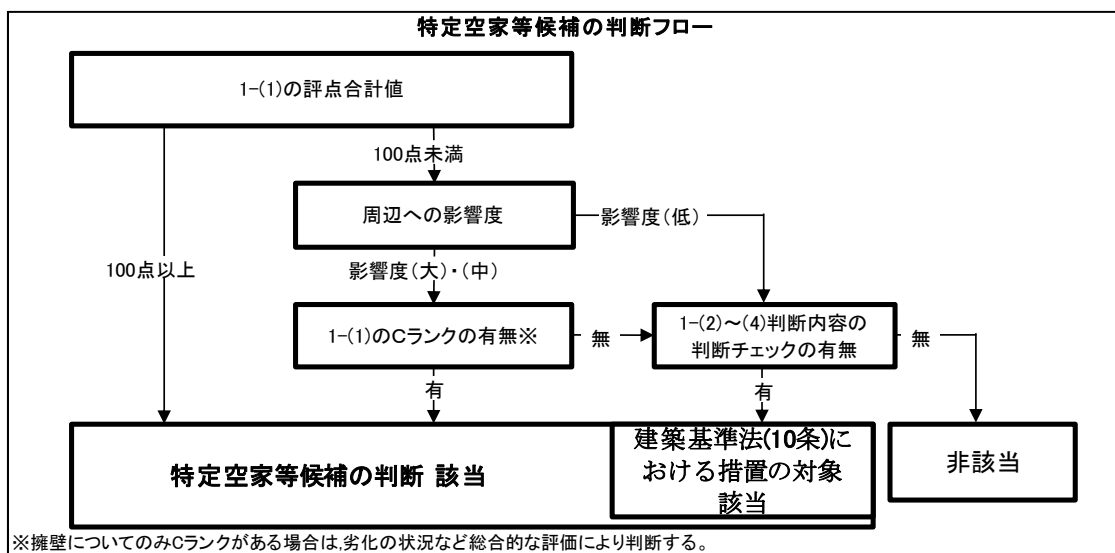 特定空家等候補の判断フロー
1-(1)の評点合計値
100点未満
周辺への影響度
影響度(低)
100点以上
影響度(大)・(中)
1-(1)のCランクの有無※
無
1-(2)～(4)判断内容の
判断チェックの有無
無
有
有
特定空家等候補の判断 該当
建築基準法(10条)に
おける措置の対象
該当
非該当
※擁壁についてのみCランクがある場合は,劣化の状況など総合的な評価により判断する。